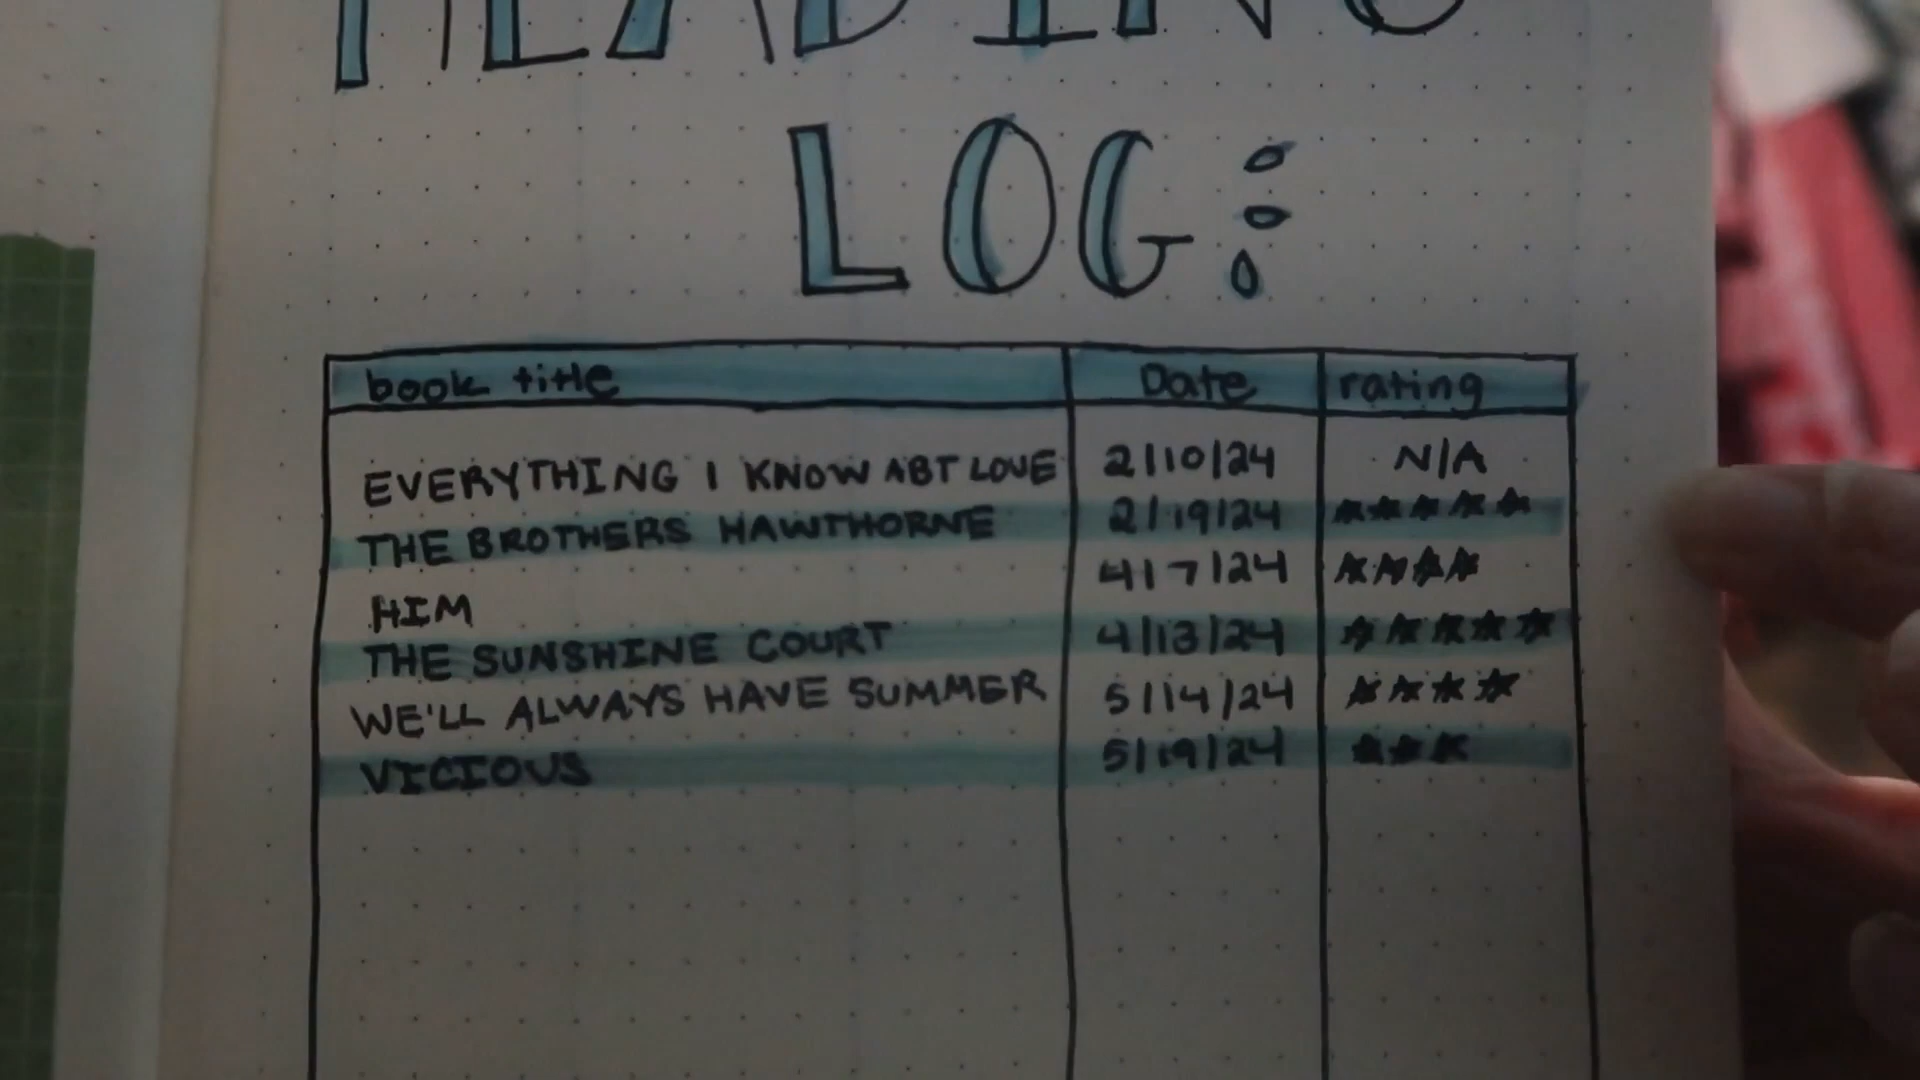 READING
LOG:
book title Date rating
EVERYTHING I KNOW ABT LOVE 2/10/24 N/A
THE BROTHERS HAWTHORNE 2/19/24 ★★★★★
HIM 4/7/24 ★★★★
THE SUNSHINE COURT 4/13/24 ★★★★★
WE'LL ALWAYS HAVE SUMMER 5/14/24 ★★★★
VICIOUS 5/19/24 ★★★